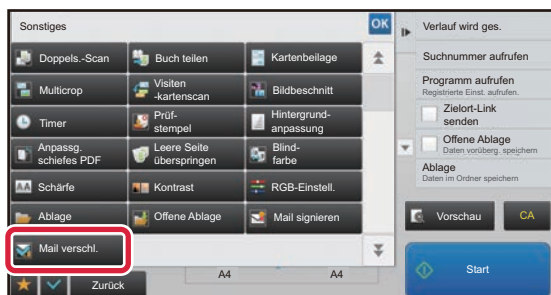 Sonstiges
OK
Doppels.-Scan
Buch teilen
Kartenbeilage
Multicrop
Visiten
-kartenscan
Bildbeschnitt
Timer
Prüf-
stempel
Hintergrund-
anpassung
Anpassg.
schiefes PDF
Leere Seite
überspringen
Blind-
farbe
AA
Schärfe
Kontrast
RGB-Einstell.
Ablage
Offene Ablage
Mail signieren
Mail verschl.
Zurück
A4
A4
Verlauf wird ges.
Suchnummer aufrufen
Programm aufrufen
Registrierte Einst. aufrufen.
Zielort-Link
senden
Offene Ablage
Daten vorüberg. speichern
Ablage
Daten im Ordner speichern
Vorschau
CA
Start